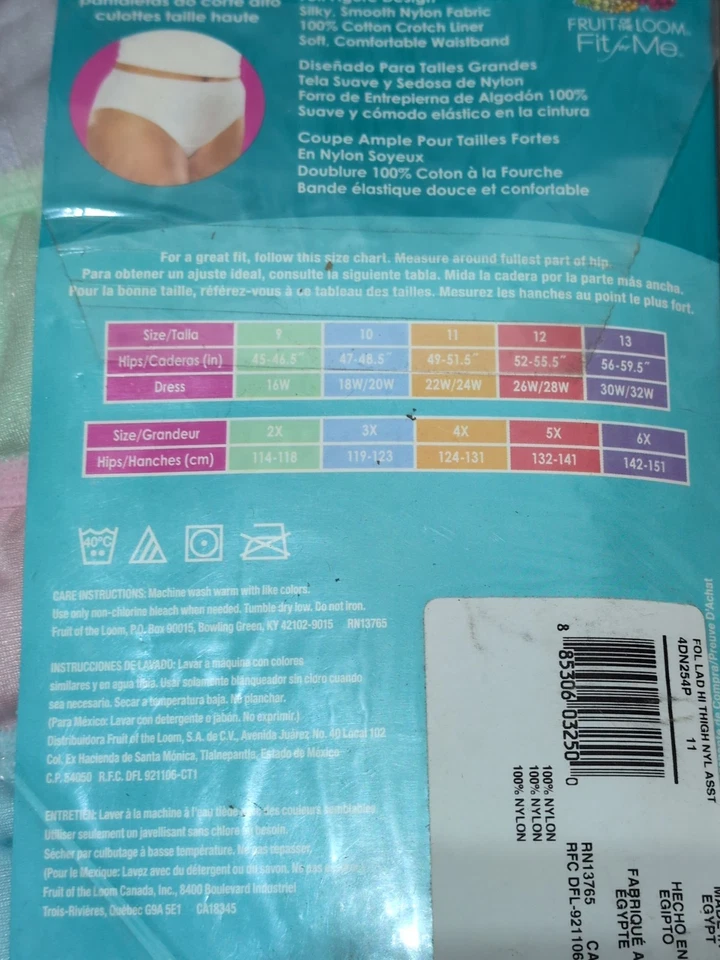 pantaletas de corte alto
culottes taille haute
Silky, Smooth Nylon Fabric
100% Cotton Crotch Liner
Soft, Comfortable Waistband
FRUIT OF THE LOOM
Fit for Me
Diseñado Para Talles Grandes
Tela Suave y Sedosa de Nylon
Forro de Entrepierna de Algodón 100%
Suave y cómodo elástico en la cintura
Coupe Ample Pour Tailles Fortes
En Nylon Soyeux
Doublure 100% Coton à la Fourche
Bande élastique douce et confortable
For a great fit, follow this size chart. Measure around fullest part of hip.
Para obtener un ajuste ideal, consulte la siguiente tabla. Mida la cadera por la parte más ancha.
Pour la bonne taille, référez-vous à ce tableau des tailles. Mesurez les hanches au point le plus fort.
Size/Talla 9 10 11 12 13
Hips/Caderas (in) 45-46.5" 47-48.5" 49-51.5" 52-55.5" 56-59.5"
Dress 16W 18W/20W 22W/24W 26W/28W 30W/32W
Size/Grandeur 2X 3X 4X 5X 6X
Hips/Hanches (cm) 114-118 119-123 124-131 132-141 142-151
40°C
CARE INSTRUCTIONS: Machine wash warm with like colors.
Use only non-chlorine bleach when needed. Tumble dry low. Do not iron.
Fruit of the Loom, P.O. Box 90015, Bowling Green, KY 42102-9015 RN13765
INSTRUCCIONES DE LAVADO: Lavar a máquina con colores
similares y en agua tibia. Usar solamente blanqueador sin cloro cuando
sea necesario. Secar a temperatura baja. No planchar.
(Para México: Lavar con detergente o jabón. No exprimir.)
Distribuidora Fruit of the Loom, S.A. de C.V., Avenida Juárez No. 40 Local 102
Col. Ex Hacienda de Santa Mónica, Tlalnepantla, Estado de México
C.P. 54050 R.F.C. DFL 921106-CT1
ENTRETIEN: Laver à la machine à l'eau tiède avec des couleurs semblables.
Utiliser seulement un javellisant sans chlore au besoin.
Sécher par culbutage à basse température. Ne pas repasser.
(Pour le Mexique: Lavez avec du détergent ou du savon. Ne pas
Fruit of the Loom Canada, Inc., 8400 Boulevard Industriel
Trois-Rivières, Québec G9A 5E1 CA18345
D'Achat
FOL LAD HI THIGH NYL ASST
4DN254P 11
8 85306 03250 0
100% NYLON
100% NYLON
100% NYLON
RN13765 CA
RFC DFL-921106
FABRIQUÉ
ÉGYPTE
HECHO EN
EGIPTO
EGYPT